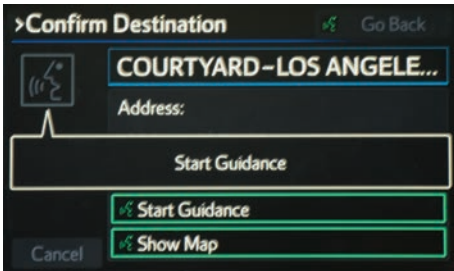 >Confirm Destination
Go Back
COURTYARD-LOS ANGELE...
Address:
Start Guidance
Start Guidance
Show Map
Cancel